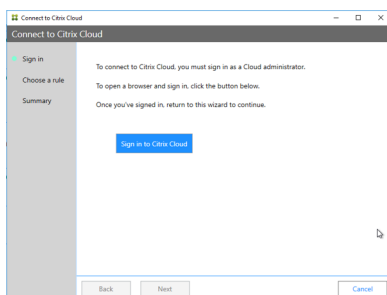 Connect to Citrix Cloud
Connect to Citrix Cloud
Sign in
Choose a rule
Summary
To connect to Citrix Cloud, you must sign in as a Cloud administrator.
To open a browser and sign in, click the button below.
Once you've signed in, return to this wizard to continue.
Sign in to Citrix Cloud
Back
Next
Cancel